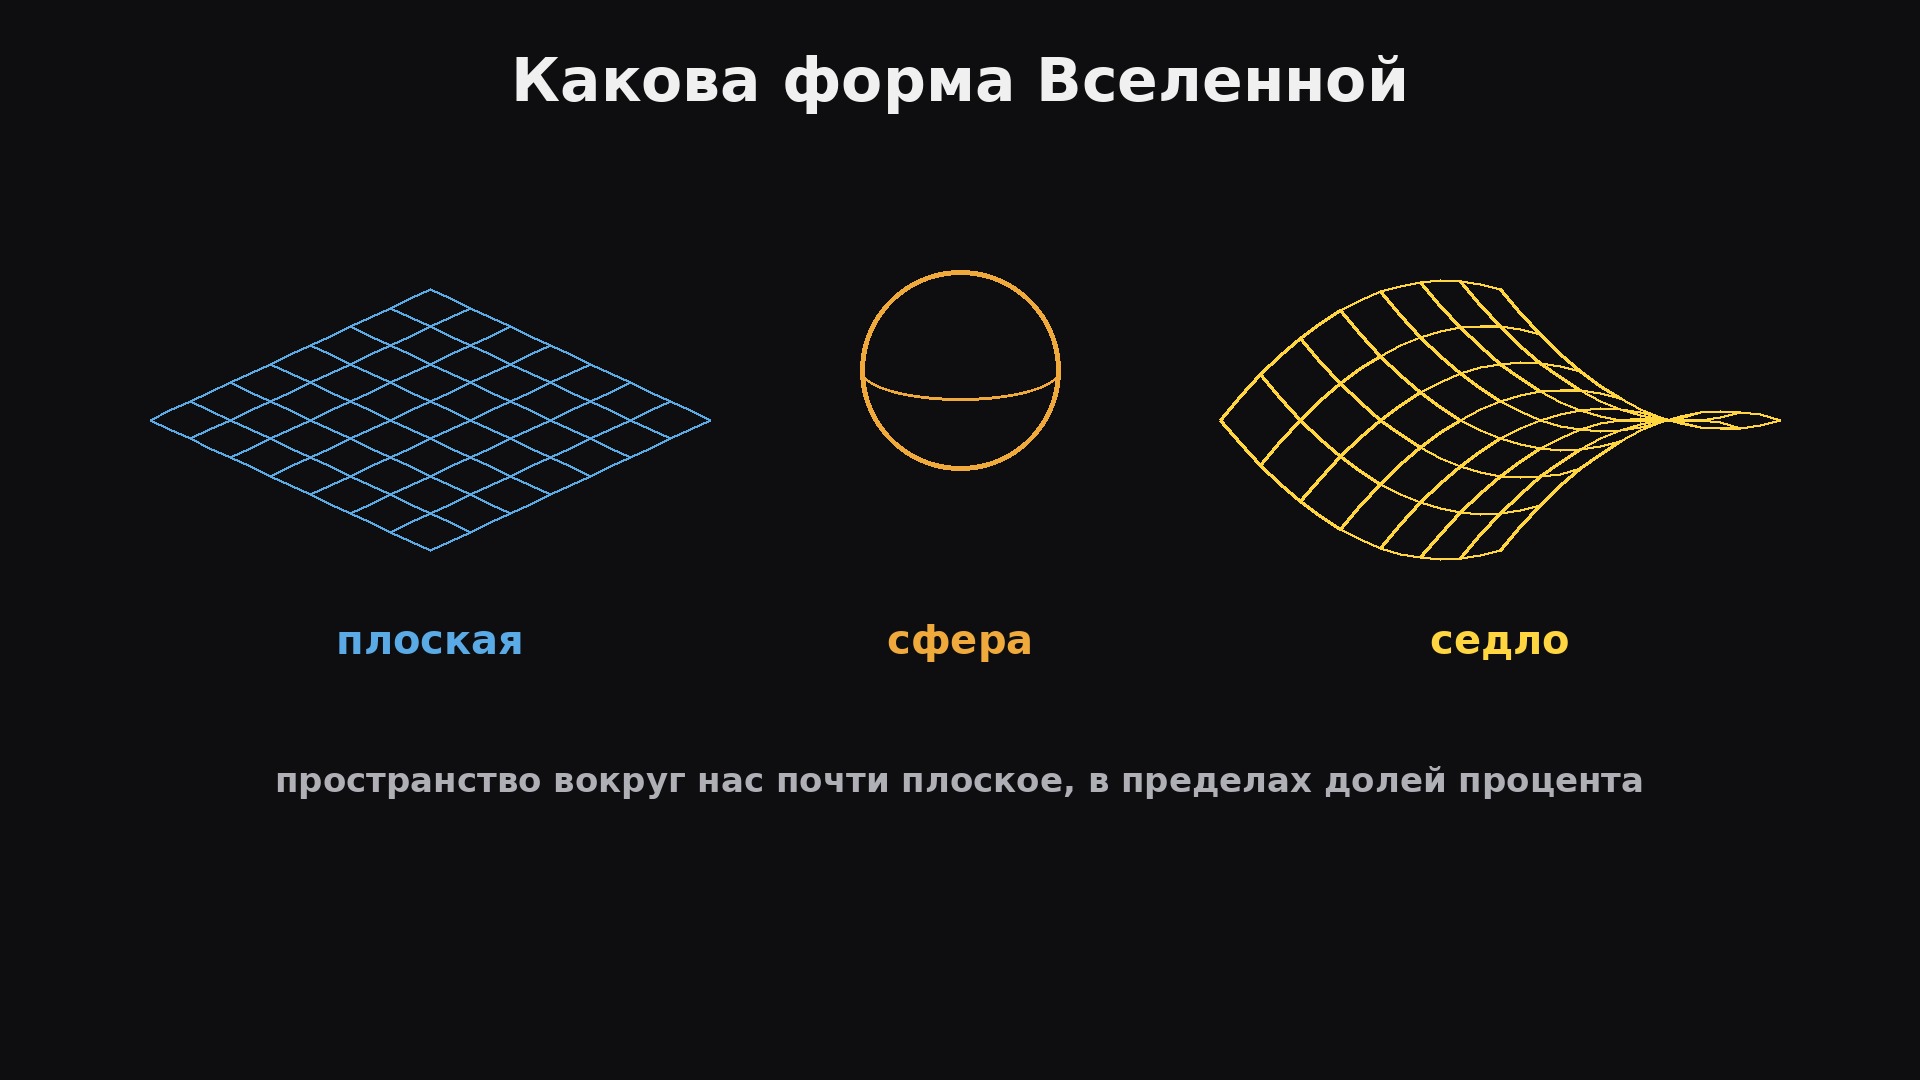 Какова форма Вселенной
плоская
сфера
седло
пространство вокруг нас почти плоское, в пределах долей процента